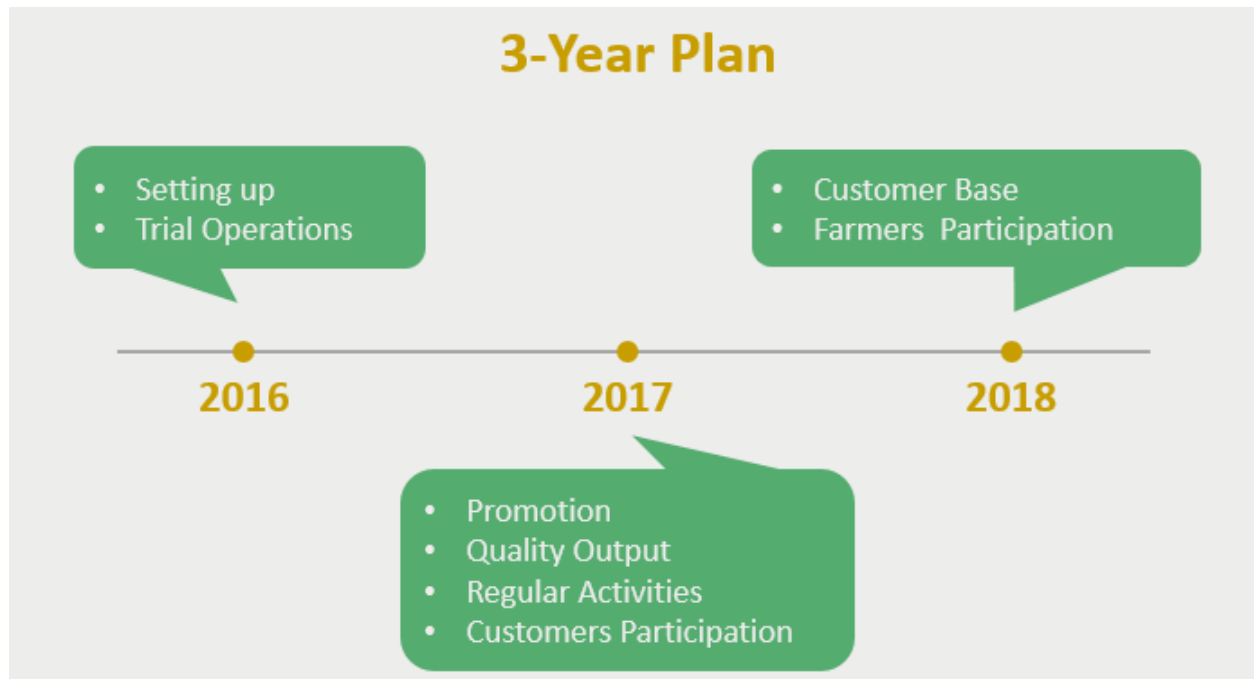 3-Year Plan
• Setting up
• Trial Operations
• Customer Base
• Farmers  Participation
2016
2017
2018
• Promotion
• Quality Output
• Regular Activities
• Customers Participation